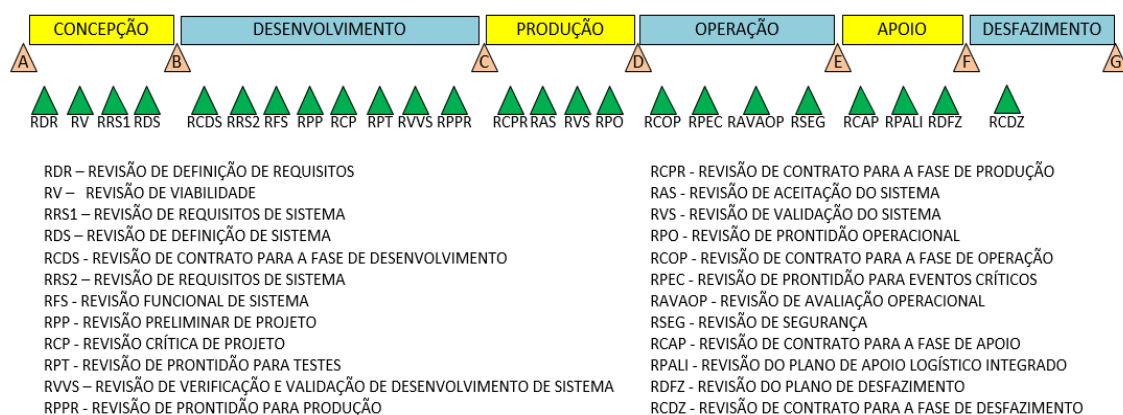 CONCEPÇÃO DESENVOLVIMENTO PRODUÇÃO OPERAÇÃO APOIO DESFAZIMENTO
A B C D E F G
RDR RV RRS1 RDS RCDS RRS2 RFS RPP RCP RPT RVVS RPPR RCPR RAS RVS RPO RCOP RPEC RAVAOP RSEG RCAP RPALI RDFZ RCDZ
RDR – REVISÃO DE DEFINIÇÃO DE REQUISITOS
RV – REVISÃO DE VIABILIDADE
RRS1 – REVISÃO DE REQUISITOS DE SISTEMA
RDS – REVISÃO DE DEFINIÇÃO DE SISTEMA
RCDS - REVISÃO DE CONTRATO PARA A FASE DE DESENVOLVIMENTO
RRS2 – REVISÃO DE REQUISITOS DE SISTEMA
RFS - REVISÃO FUNCIONAL DE SISTEMA
RPP - REVISÃO PRELIMINAR DE PROJETO
RCP - REVISÃO CRÍTICA DE PROJETO
RPT - REVISÃO DE PRONTIDÃO PARA TESTES
RVVS – REVISÃO DE VERIFICAÇÃO E VALIDAÇÃO DE DESENVOLVIMENTO DE SISTEMA
RPPR - REVISÃO DE PRONTIDÃO PARA PRODUÇÃO
RCPR - REVISÃO DE CONTRATO PARA A FASE DE PRODUÇÃO
RAS - REVISÃO DE ACEITAÇÃO DO SISTEMA
RVS - REVISÃO DE VALIDAÇÃO DO SISTEMA
RPO - REVISÃO DE PRONTIDÃO OPERACIONAL
RCOP - REVISÃO DE CONTRATO PARA A FASE DE OPERAÇÃO
RPEC - REVISÃO DE PRONTIDÃO PARA EVENTOS CRÍTICOS
RAVAOP - REVISÃO DE AVALIAÇÃO OPERACIONAL
RSEG - REVISÃO DE SEGURANÇA
RCAP - REVISÃO DE CONTRATO PARA A FASE DE APOIO
RPALI - REVISÃO DO PLANO DE APOIO LOGÍSTICO INTEGRADO
RDFZ - REVISÃO DO PLANO DE DESFAZIMENTO
RCDZ - REVISÃO DE CONTRATO PARA A FASE DE DESFAZIMENTO